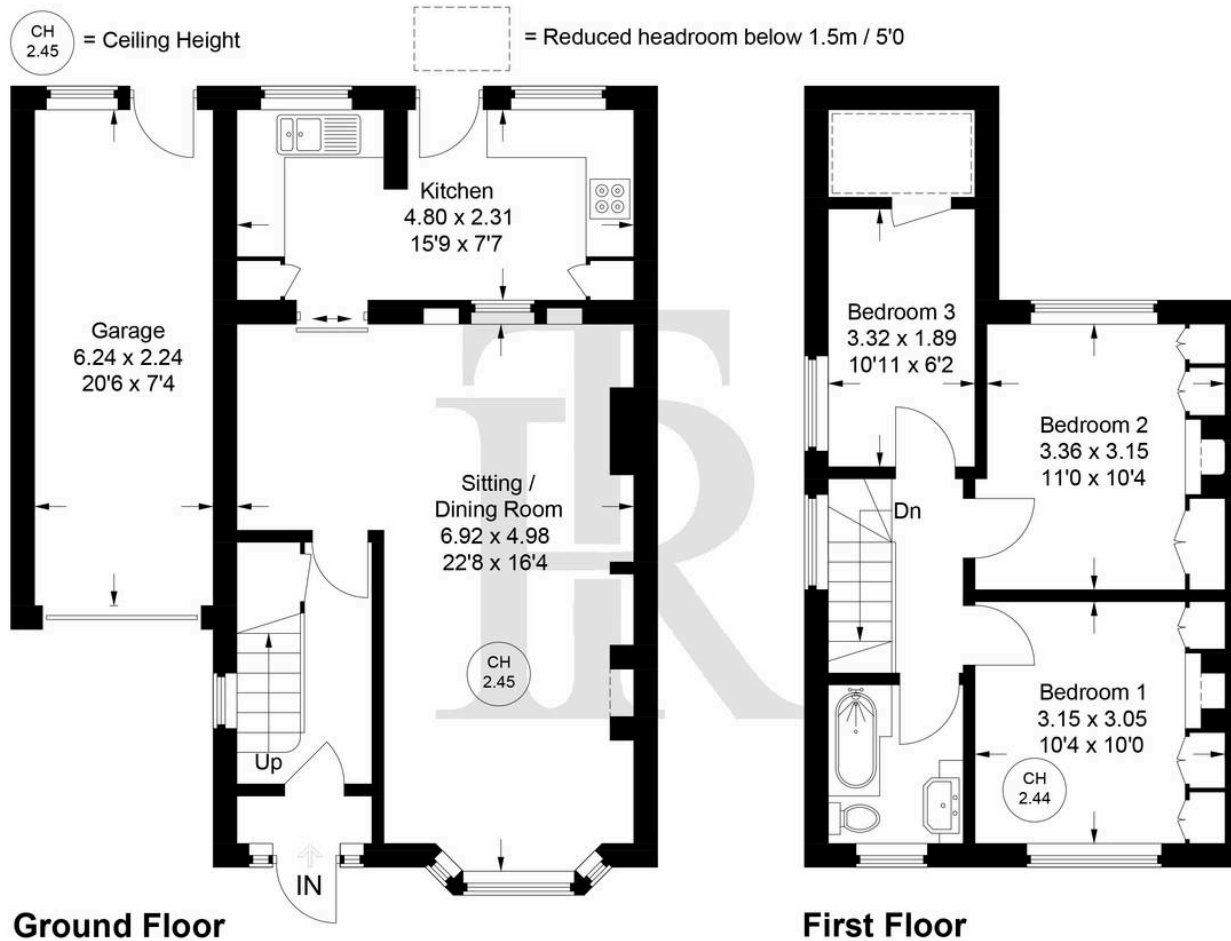 CH
2.45
= Ceiling Height
= Reduced headroom below 1.5m / 5'0
Kitchen
4.80 x 2.31
15'9 x 7'7
Garage
6.24 x 2.24
20'6 x 7'4
Sitting /
Dining Room
6.92 x 4.98
22'8 x 16'4
CH
2.45
Up
IN
Ground Floor
Bedroom 3
3.32 x 1.89
10'11 x 6'2
Bedroom 2
3.36 x 3.15
11'0 x 10'4
Dn
Bedroom 1
3.15 x 3.05
10'4 x 10'0
CH
2.44
First Floor